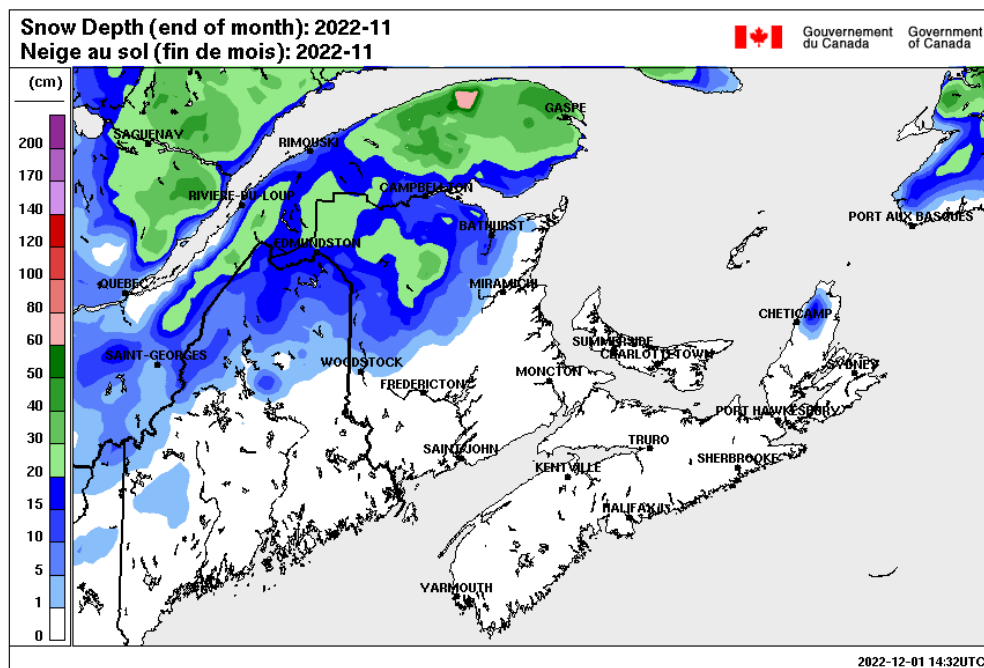 Snow Depth (end of month): 2022-11
Neige au sol (fin de mois): 2022-11
Gouvernement du Canada
Government of Canada
(cm)
200
170
140
120
100
80
60
50
40
30
20
15
10
5
1
0
GASPE
SAGUENAY
RIMOUSKI
RIVIERE-DU-LOUP
CAMPBELLTON
PORT AUX BASQUES
BATHURST
EDMUNDSTON
QUEBEC
MIRAMICHI
CHETICAMP
SUMMERSIDE
CHARLOTTETOWN
SAINT-GEORGES
WOODSTOCK
SYDNEY
MONCTON
FREDERICTON
PORT HAWKESBURY
TRURO
SAINT JOHN
SHERBROOKE
KENTVILLE
HALIFAX
YARMOUTH
2022-12-01 14:32UTC